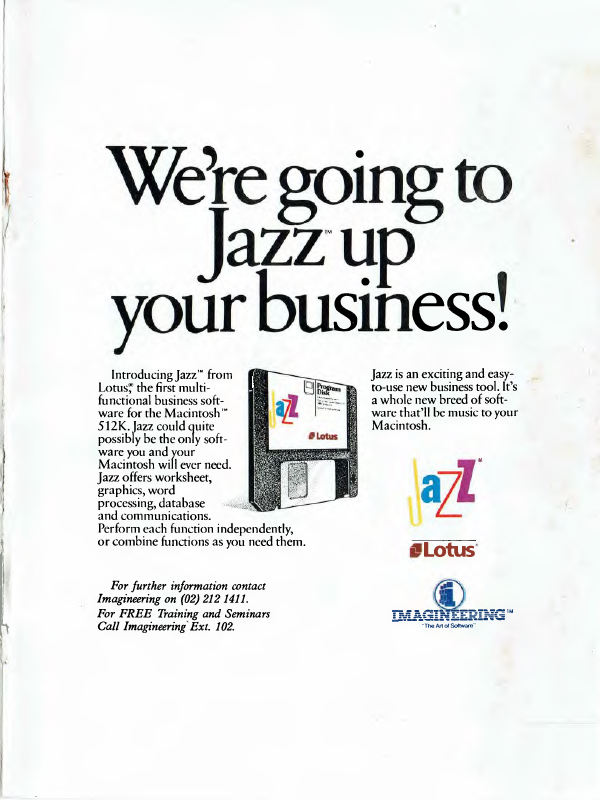 We're going to
Jazz™ up
your business!
Introducing Jazz™ from
Lotus®, the first multi-
functional business soft-
ware for the Macintosh™
512K. Jazz could quite
possibly be the only soft-
ware you and your
Macintosh will ever need.
Jazz offers worksheet,
graphics, word
processing, database
and communications.
Perform each function independently,
or combine functions as you need them.
Program
Disk
Jazz
Lotus
Jazz is an exciting and easy-
to-use new business tool. It's
a whole new breed of soft-
ware that'll be music to your
Macintosh.
Jazz™
Lotus®
For further information contact
Imagineering on (02) 212 1411.
For FREE Training and Seminars
Call Imagineering Ext. 102.
IMAGINEERING™
"The Art of Software"